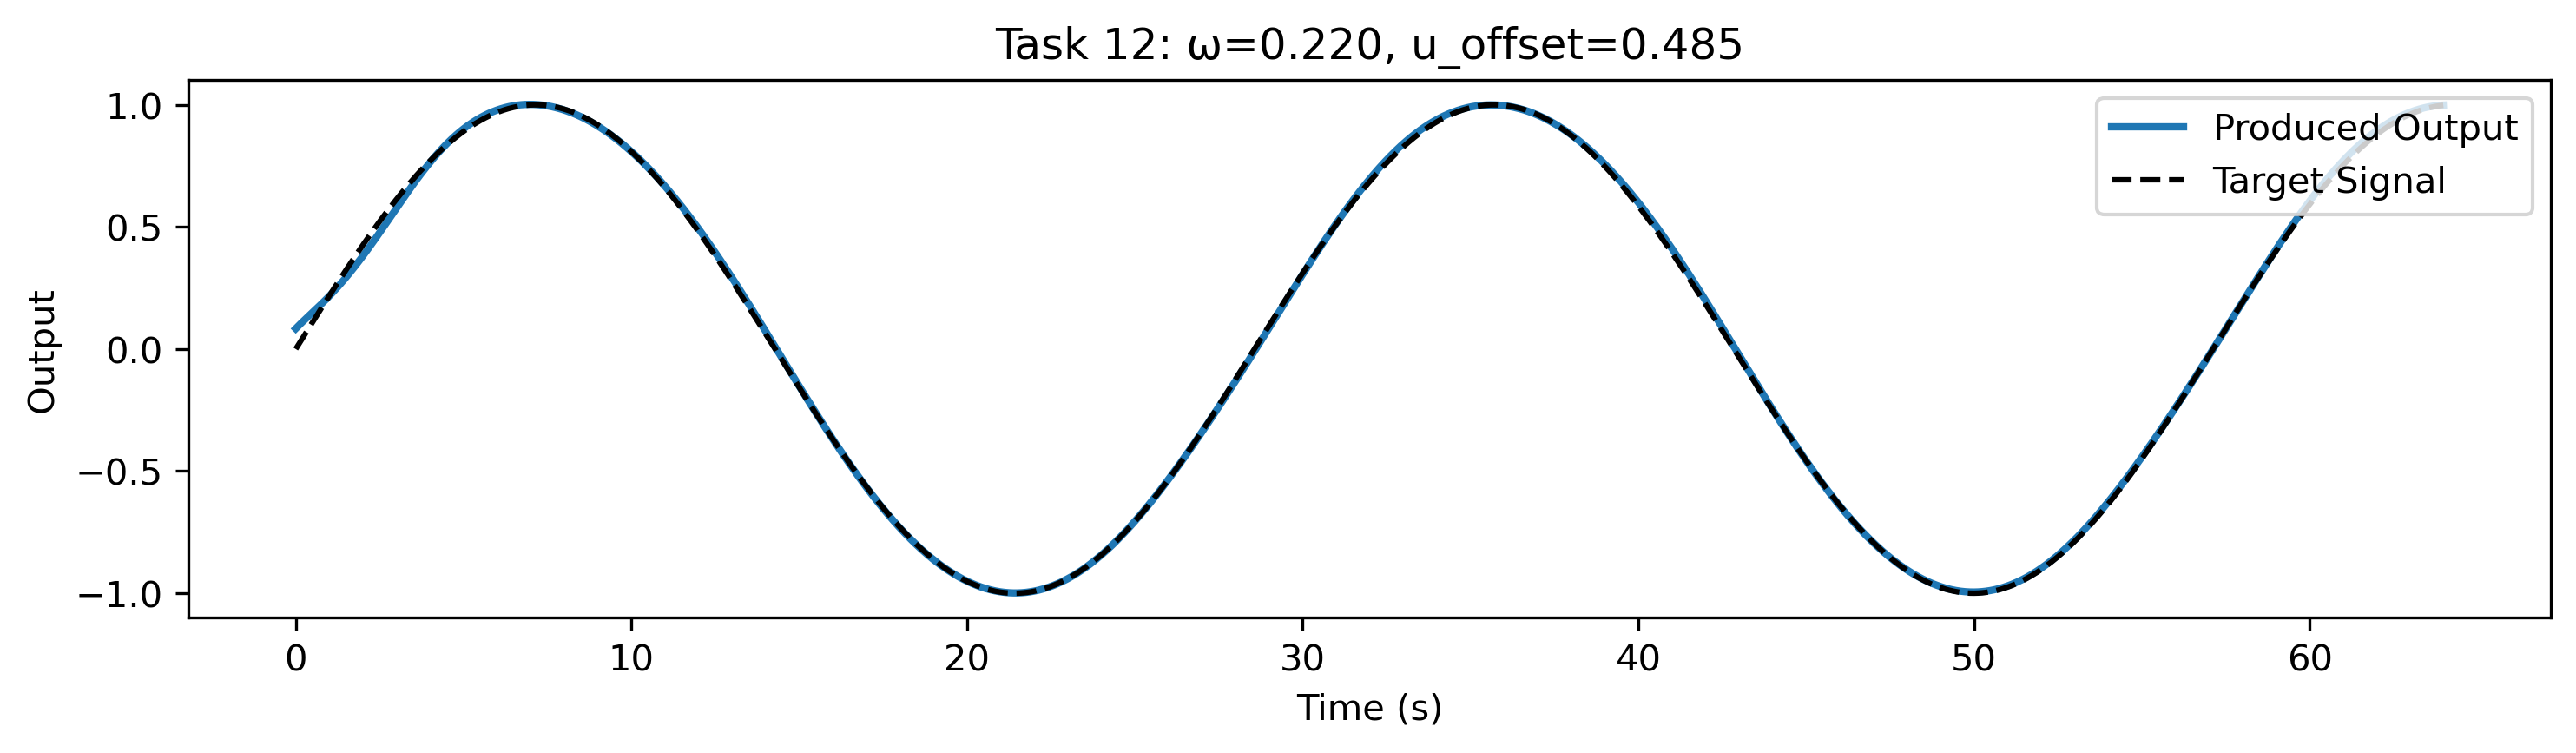 Task 12: ω=0.220, u_offset=0.485
Output
1.0
0.5
0.0
−0.5
−1.0
Produced Output
Target Signal
0 10 20 30 40 50 60
Time (s)